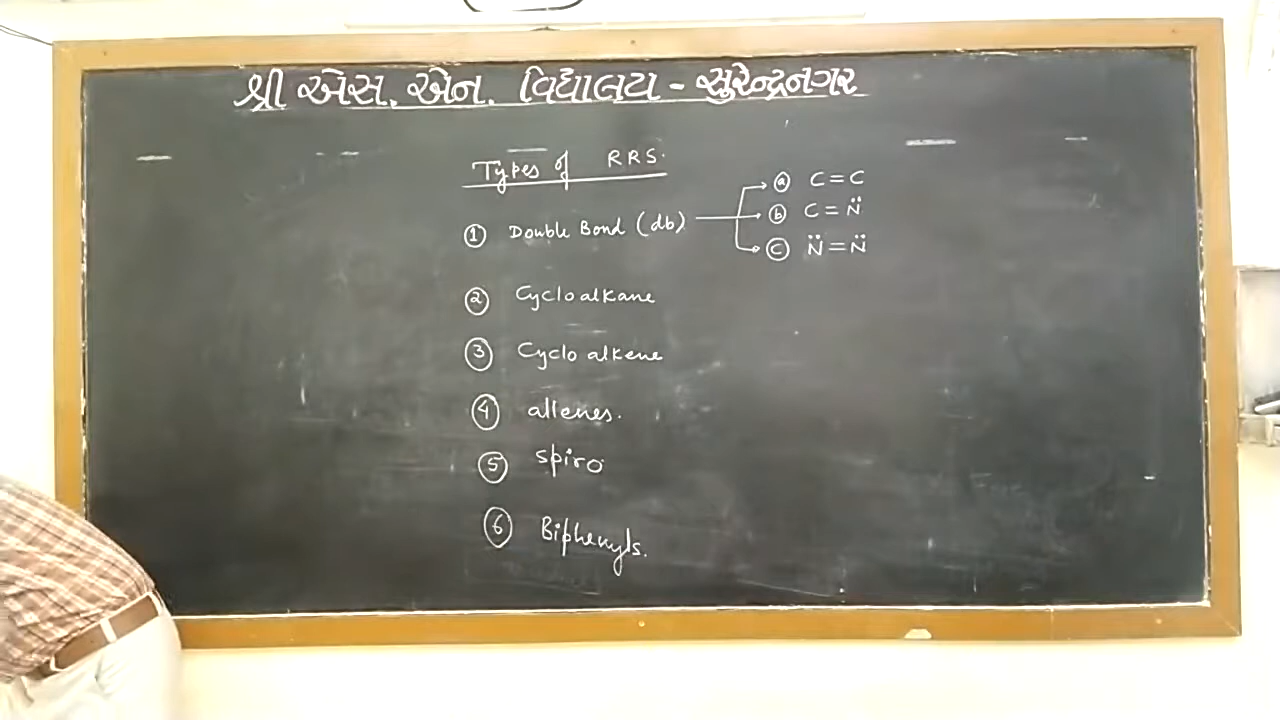 શ્રી એસ. એન. વિદ્યાલય - સુરેન્દ્રનગર
Types of RRS.
① Double Bond (db)
ⓐ C=C
ⓑ C=N̈
ⓒ N̈=N̈
② Cycloalkane
③ Cyclo alkene
④ allenes.
⑤ spiro
⑥ Biphenyls.